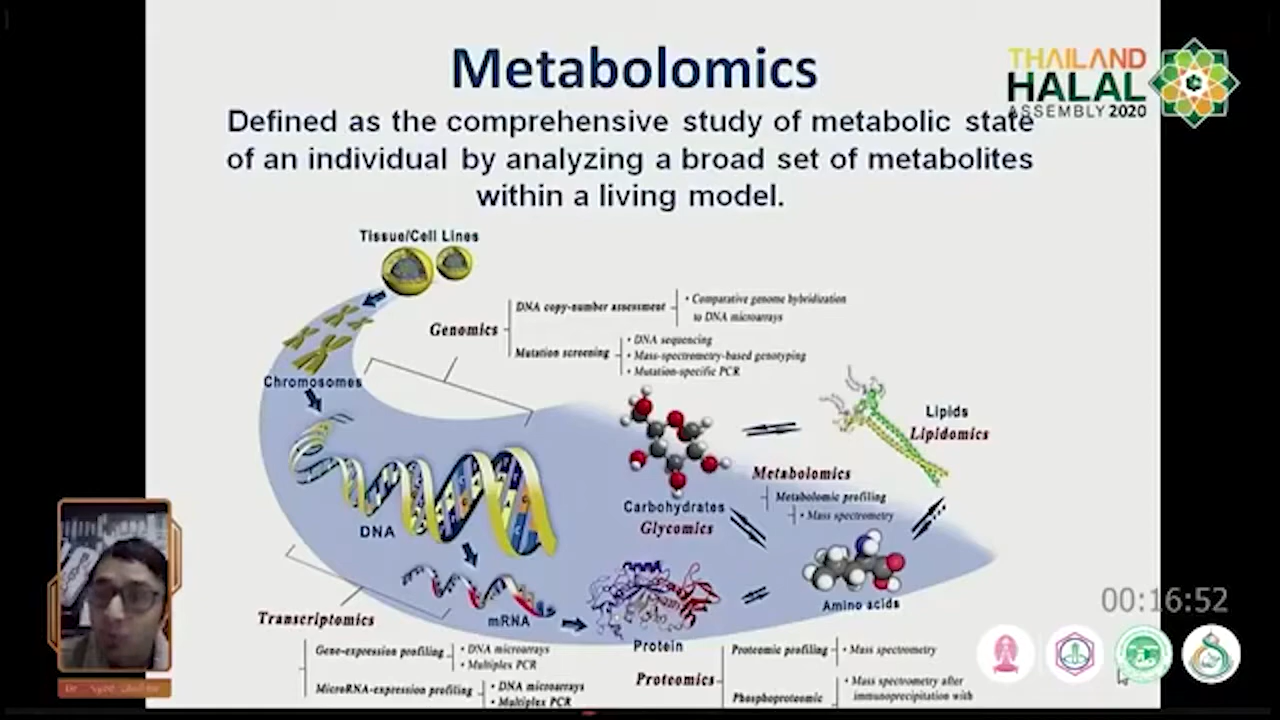 Metabolomics
THAILAND
HALAL
ASSEMBLY 2020
Defined as the comprehensive study of metabolic state
of an individual by analyzing a broad set of metabolites
within a living model.
Tissue/Cell Lines
Genomics
DNA copy-number assessment
• Comparative genome hybridization
to DNA microarrays
Mutation screening
• DNA sequencing
• Mass-spectrometry-based genotyping
• Mutation-specific PCR
Chromosomes
Lipids
Lipidomics
Metabolomics
Metabolomic profiling
• Mass spectrometry
Carbohydrates
Glycomics
DNA
Amino acids
00:16:52
mRNA
Transcriptomics
Protein
Gene-expression profiling
• DNA microarrays
• Multiplex PCR
MicroRNA-expression profiling
• DNA microarrays
• Multiplex PCR
Proteomics
Proteomic profiling
• Mass spectrometry
Phosphoproteomic
• Mass spectrometry after
immunoprecipitation with